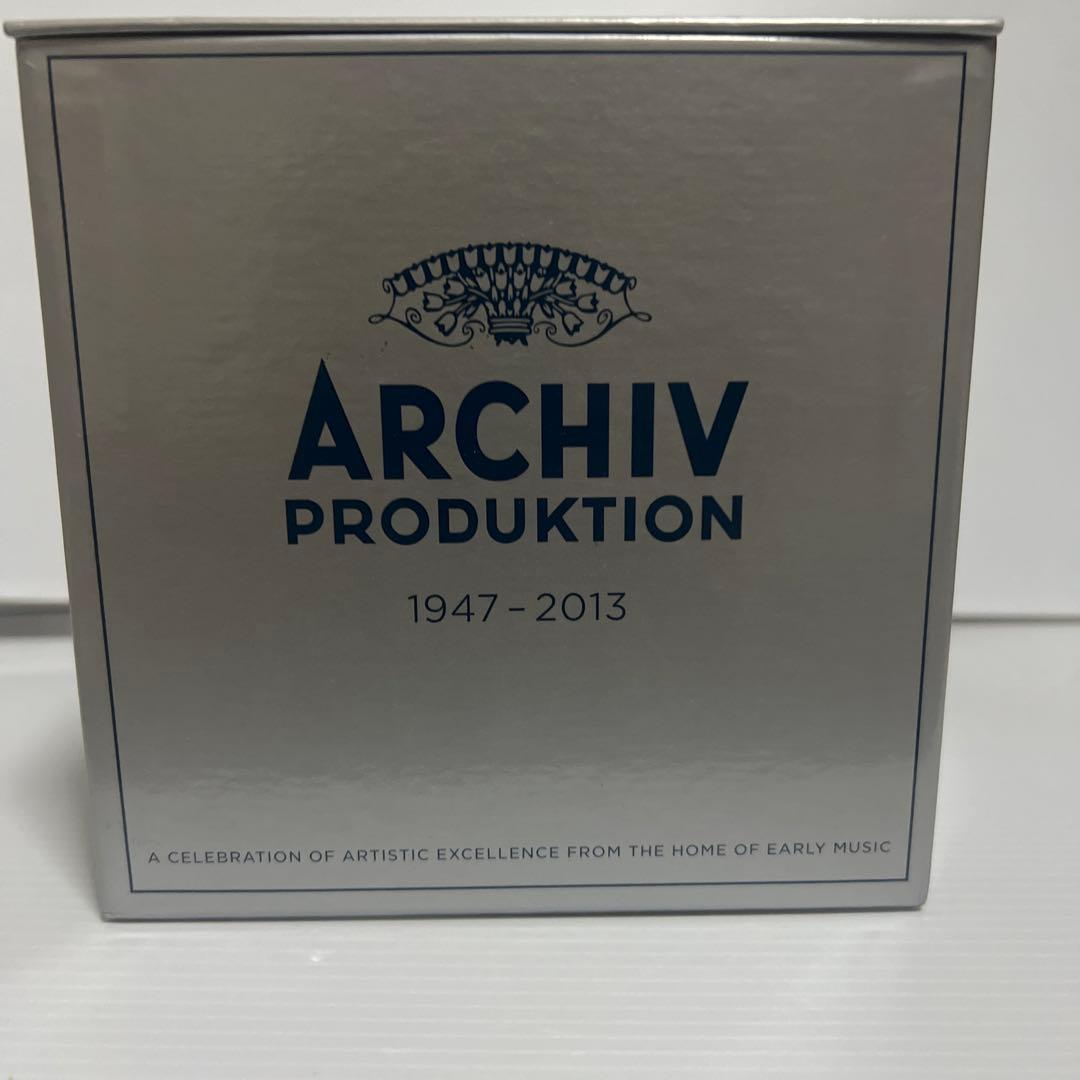 ARCHIV
PRODUKTION
1947 – 2013
A CELEBRATION OF ARTISTIC EXCELLENCE FROM THE HOME OF EARLY MUSIC